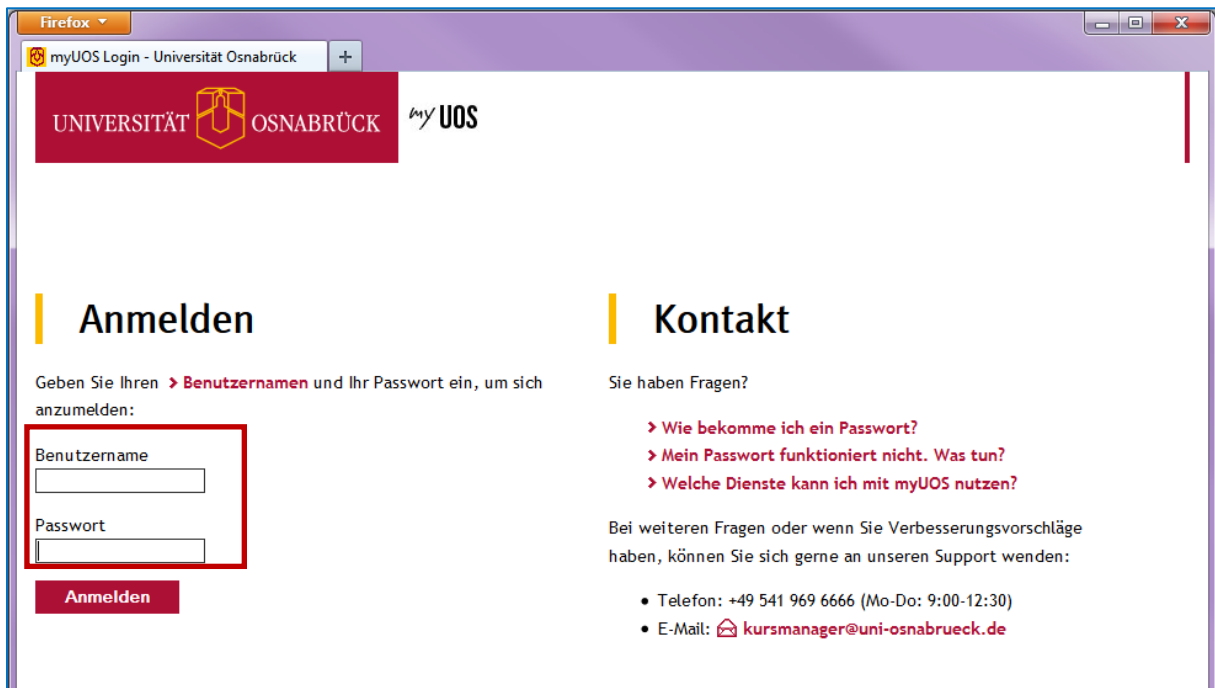 Firefox
myUOS Login - Universität Osnabrück
UNIVERSITÄT OSNABRÜCK
my UOS
Anmelden
Geben Sie Ihren Benutzernamen und Ihr Passwort ein, um sich
anzumelden:
Benutzername
Passwort
Anmelden
Kontakt
Sie haben Fragen?
Wie bekomme ich ein Passwort?
Mein Passwort funktioniert nicht. Was tun?
Welche Dienste kann ich mit myUOS nutzen?
Bei weiteren Fragen oder wenn Sie Verbesserungsvorschläge
haben, können Sie sich gerne an unseren Support wenden:
• Telefon: +49 541 969 6666 (Mo-Do: 9:00-12:30)
• E-Mail: kursmanager@uni-osnabrueck.de